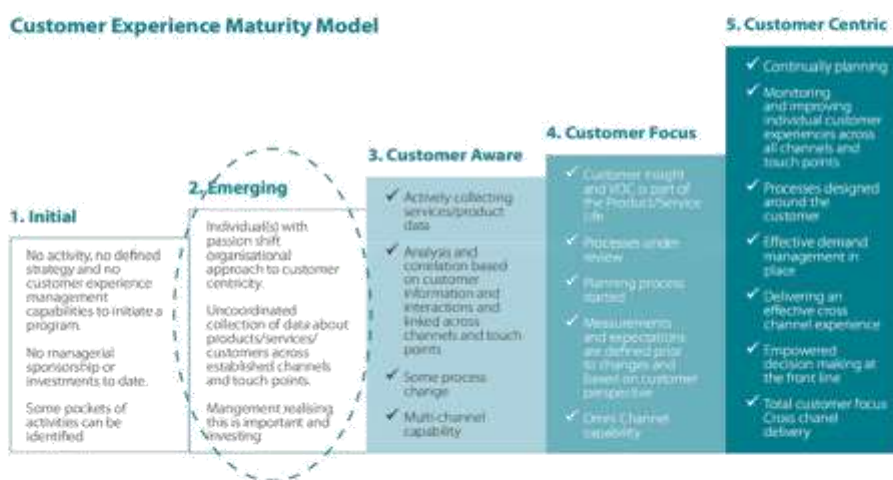 Customer Experience Maturity Model
1. Initial
No activity, no defined
strategy and no
customer experience
management
capabilities to initiate a
program.
No managerial
sponsorship or
investments to date.
Some pockets of
activities can be
identified
2. Emerging
Individual(s) with
passion shift
organisational
approach to customer
centricity.
Uncoordinated
collection of data about
products/services/
customers across
established channels
and touch points.
Mangement realising
this is important and
investing
3. Customer Aware
✓ Actively collecting
services/product
data
✓ Analysis and
correlation based
on customer
information and
interactions and
linked across
channels and touch
points
✓ Some process
change
✓ Multi-channel
capability
4. Customer Focus
✓ Customer Insight
and VOC is part of
the Product/Service
Life
✓ Processes under
review
✓ Planning process
started
✓ Measurements
and expectations
are defined prior
to changes and
based on customer
perspective
✓ Omni Channel
capability
5. Customer Centric
✓ Continually planning
✓ Monitoring
and improving
individual customer
experiences across
all channels and
touch points
✓ Processes designed
around the
customer
✓ Effective demand
management in
place
✓ Delivering an
effective cross
channel experience
✓ Empowered
decision making at
the front line
✓ Total customer focus
Cross chanel
delivery